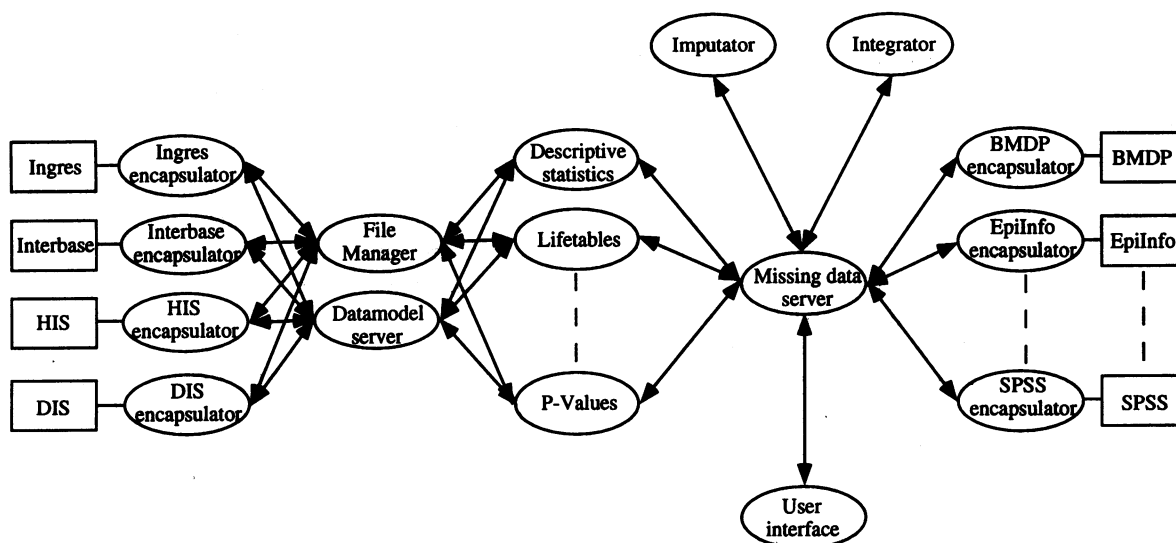 Imputator
Integrator
Ingres
Ingres
encapsulator
Descriptive
statistics
BMDP
encapsulator
BMDP
Interbase
Interbase
encapsulator
File
Manager
Lifetables
EpiInfo
encapsulator
EpiInfo
Missing data
server
HIS
HIS
encapsulator
Datamodel
server
DIS
DIS
encapsulator
P-Values
SPSS
encapsulator
SPSS
User
interface